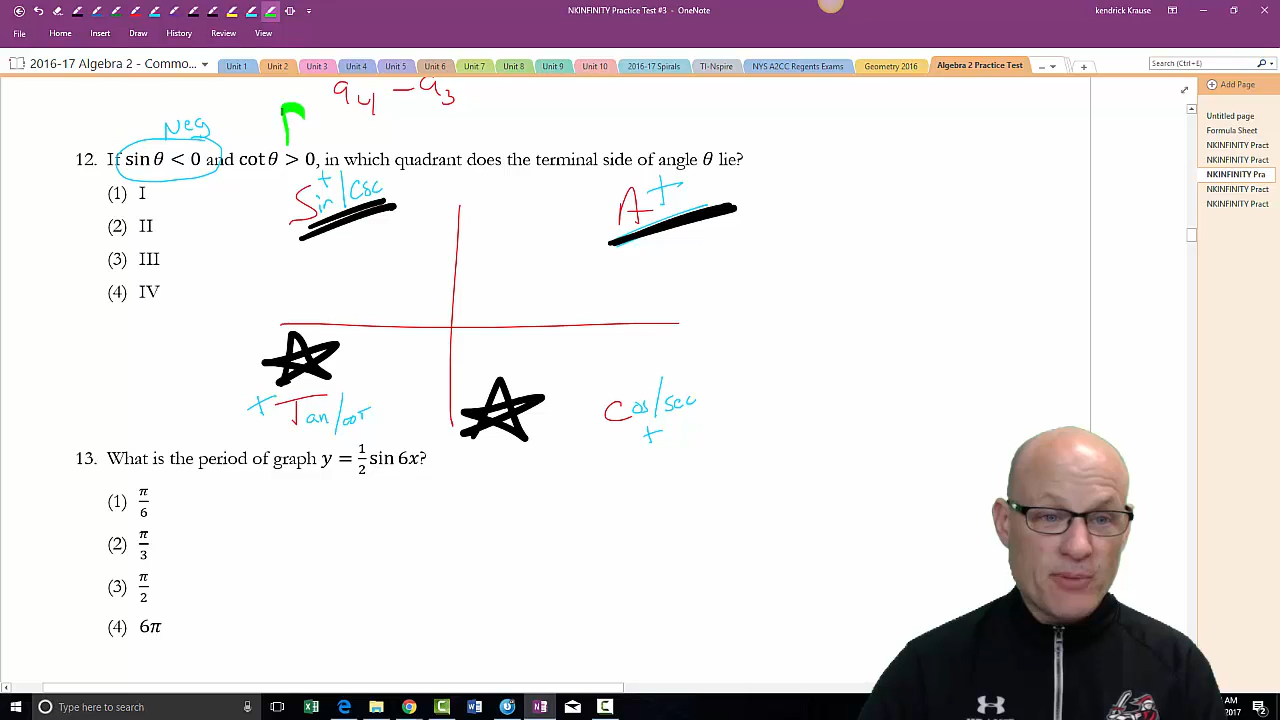 NKINFINITY Practice Test #3 - OneNote
kendrick Krause
File Home Insert Draw History Review View
2016-17 Algebra 2 - Commo... Unit 1 Unit 2 Unit 3 Unit 4 Unit 5 Unit 6 Unit 7 Unit 8 Unit 9 Unit 10 2016-17 Spirals TI-Nspire NYS A2CC Regents Exams Geometry 2016 Algebra 2 Practice Test Search (Ctrl+E)
Add Page
Untitled page
Formula Sheet
NKINFINITY Pract
NKINFINITY Pract
NKINFINITY Pra
NKINFINITY Pract
NKINFINITY Pract
a4 - a3
Neg
12. If sin θ < 0 and cot θ > 0, in which quadrant does the terminal side of angle θ lie?
(1) I
(2) II
(3) III
(4) IV
+
Sin/csc
A +
+ Tan/cot
Cos/sec
+
13. What is the period of graph y = 1/2 sin 6x?
(1) π/6
(2) π/3
(3) π/2
(4) 6π
Type here to search
AM
2017